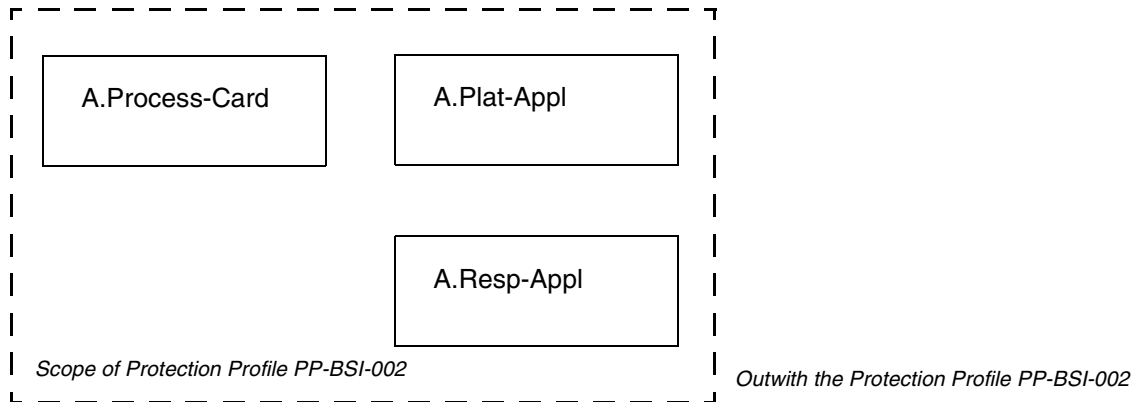 A.Process-Card
A.Plat-Appl
A.Resp-Appl
Scope of Protection Profile PP-BSI-002
Outwith the Protection Profile PP-BSI-002